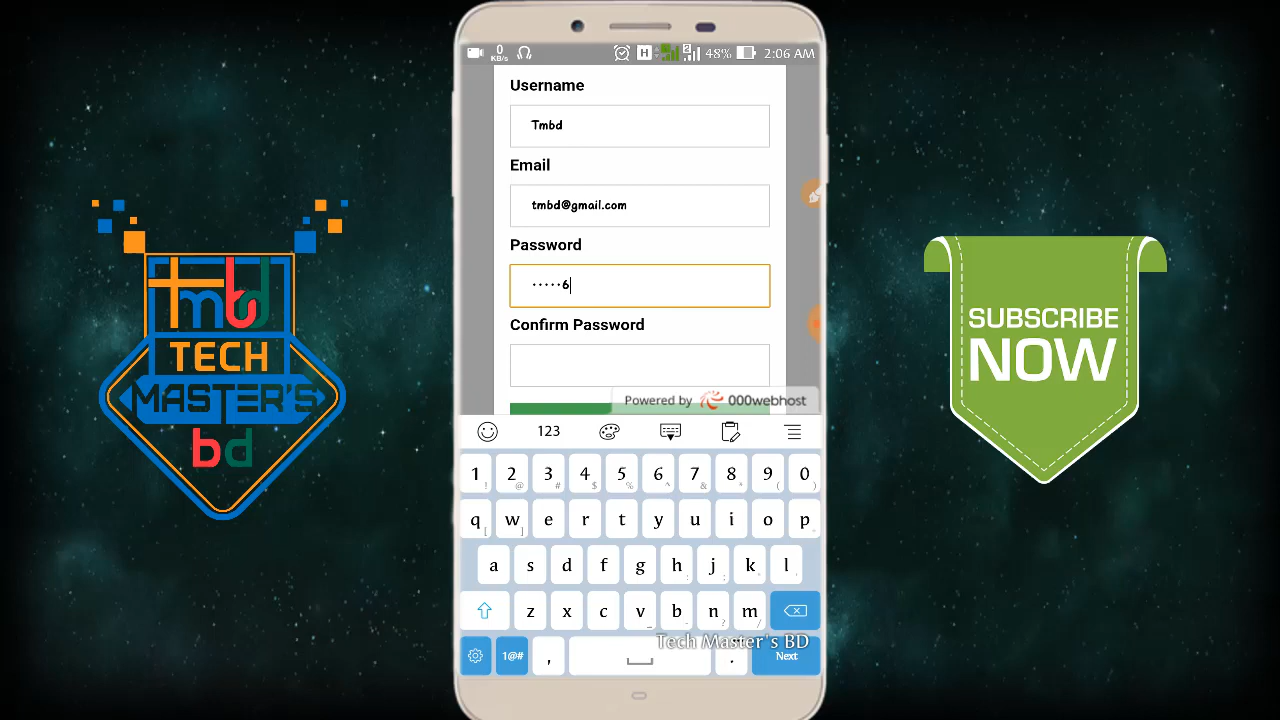 0
KB/s
H
2
48%
2:06 AM
Username
Tmbd
Email
tmbd@gmail.com
Password
·····6
Confirm Password
Powered by 000webhost
123
1 2 3 4 5 6 7 8 9 0
! @ # $ % ^ & * ( )
q w e r t y u i o p
[ ]
a s d f g h j k l
z x c v b n m
1@#
,
.
Next
Tech Master's BD
tmbd
TECH
MASTER'S
bd
SUBSCRIBE
NOW